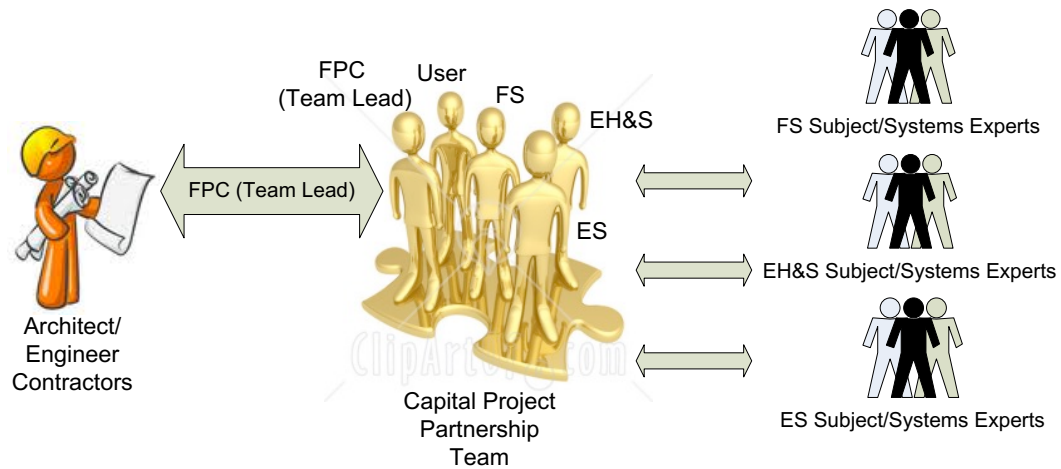 FPC
(Team Lead)
User
FS
EH&S
ES
FPC (Team Lead)
Architect/
Engineer
Contractors
Capital Project
Partnership
Team
FS Subject/Systems Experts
EH&S Subject/Systems Experts
ES Subject/Systems Experts